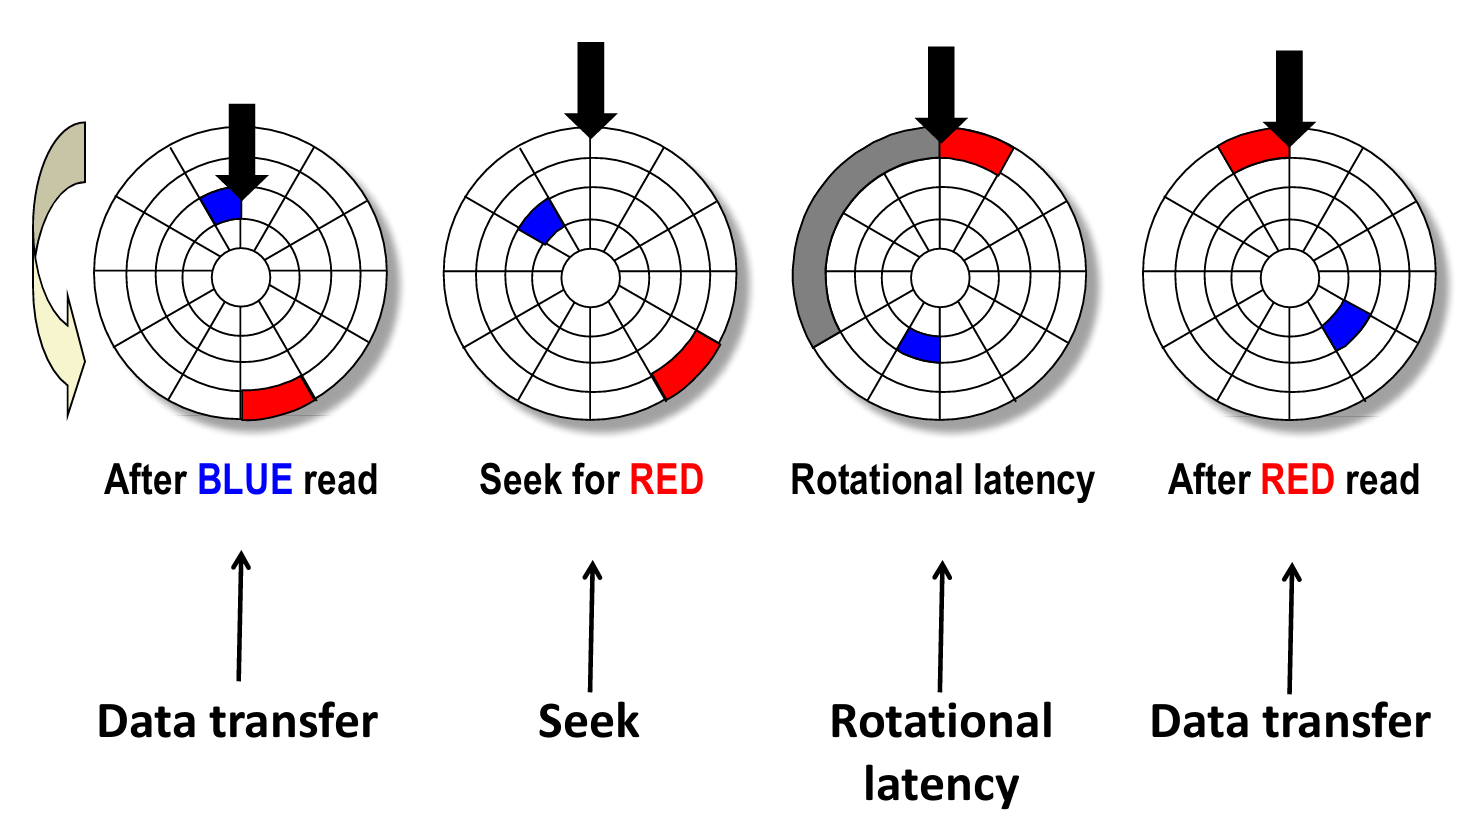 After BLUE read
Seek for RED
Rotational latency
After RED read
Data transfer
Seek
Rotational
latency
Data transfer